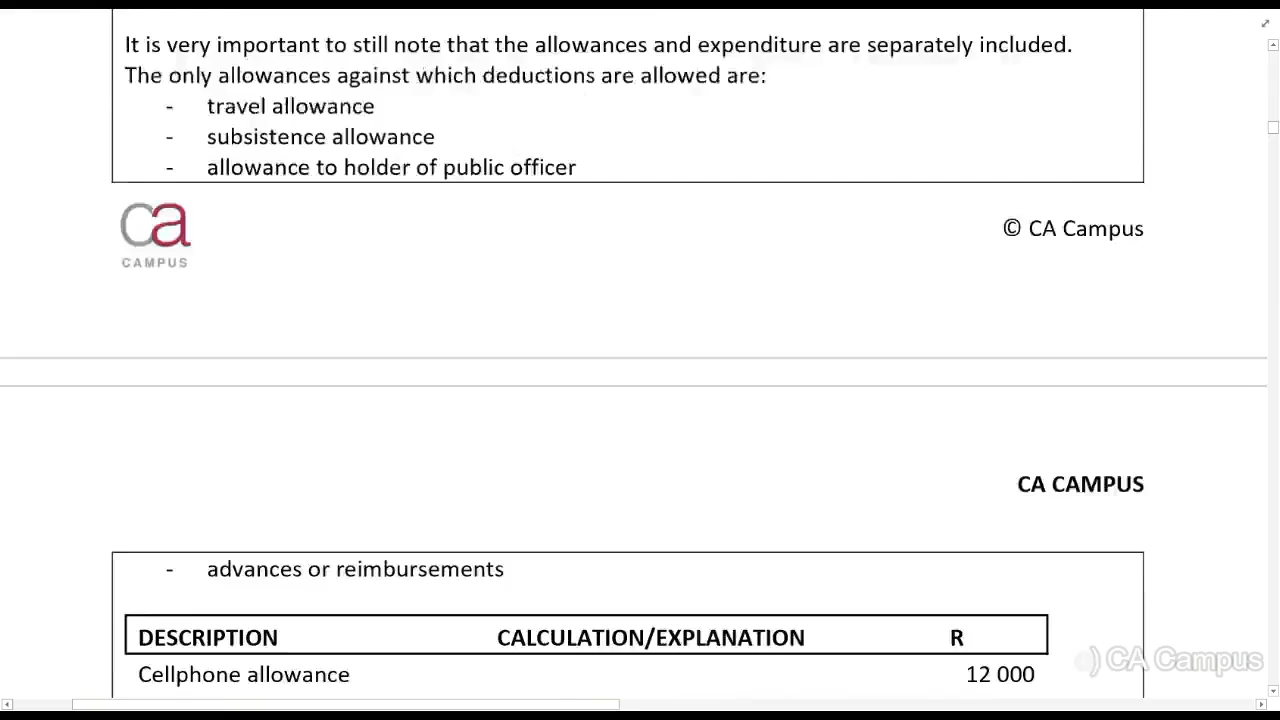 It is very important to still note that the allowances and expenditure are separately included.
The only allowances against which deductions are allowed are:
- travel allowance
- subsistence allowance
- allowance to holder of public officer
ca
CAMPUS
© CA Campus
CA CAMPUS
- advances or reimbursements
DESCRIPTION CALCULATION/EXPLANATION R
Cellphone allowance 12 000
CA Campus